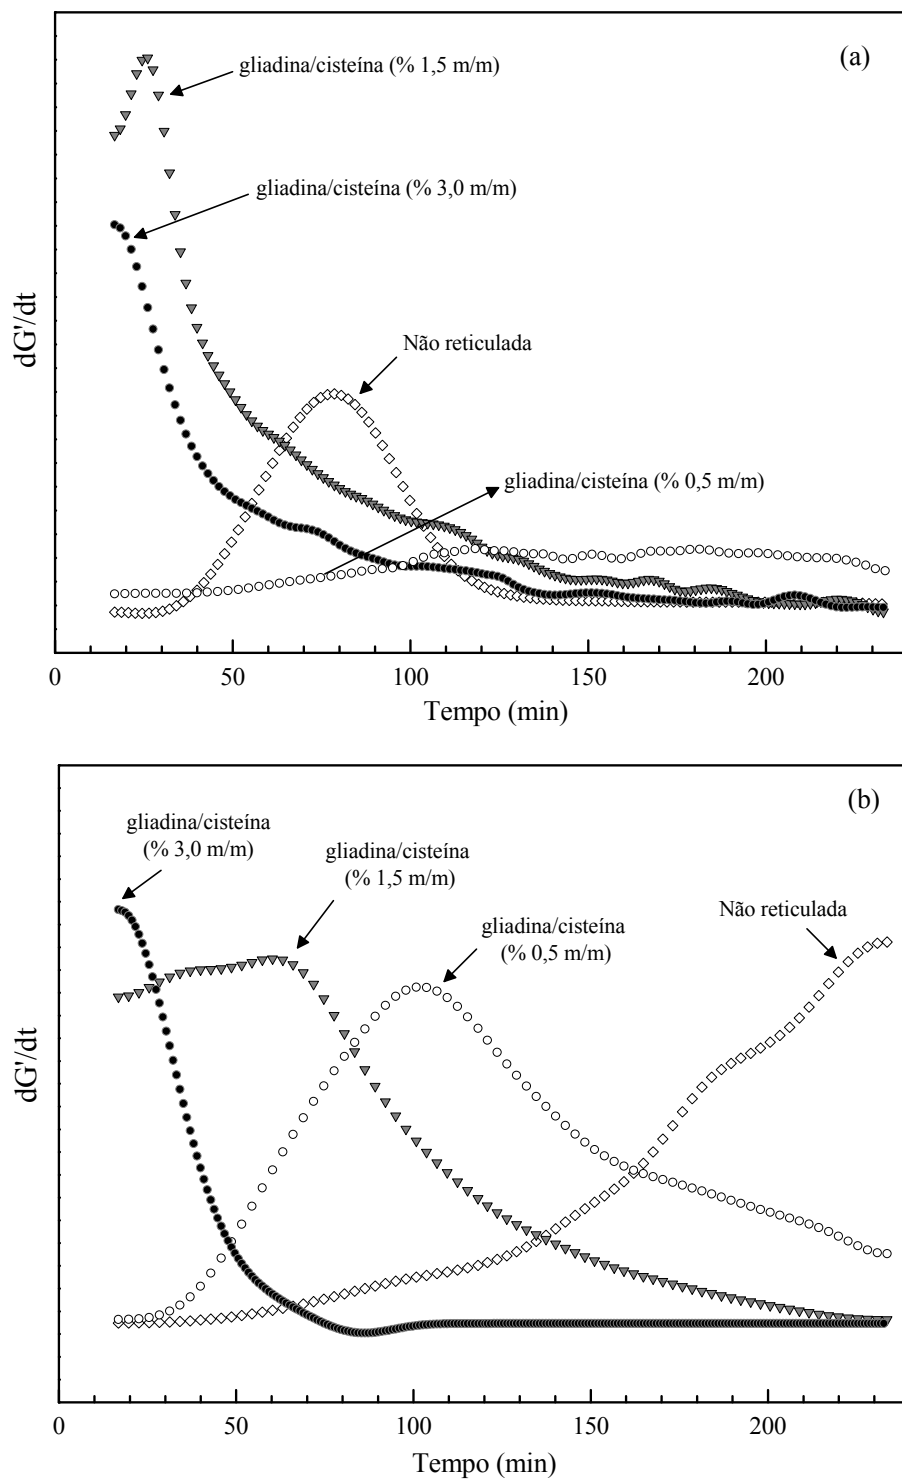 (a)
gliadina/cisteína (% 1,5 m/m)
gliadina/cisteína (% 3,0 m/m)
Não reticulada
gliadina/cisteína (% 0,5 m/m)
dG'/dt
0 50 100 150 200
Tempo (min)
(b)
gliadina/cisteína
(% 3,0 m/m)
gliadina/cisteína
(% 1,5 m/m)
gliadina/cisteína
(% 0,5 m/m)
Não reticulada
dG'/dt
0 50 100 150 200
Tempo (min)